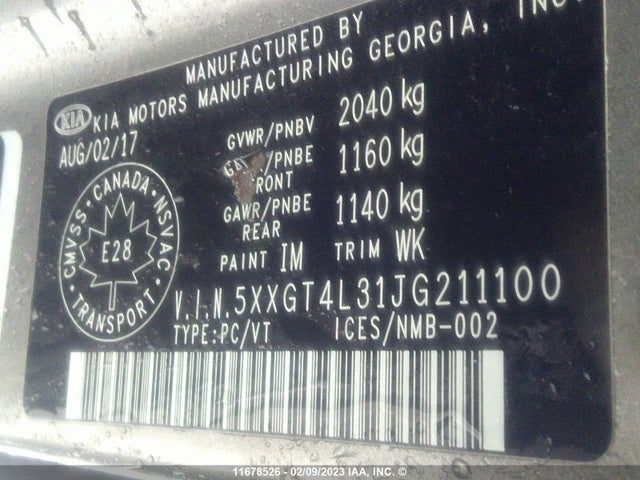 MANUFACTURED BY
KIA KIA MOTORS MANUFACTURING GEORGIA, INC.
AUG/02/17
GVWR/PNBV 2040 kg
/PNBE FRONT 1160 kg
GAWR/PNBE REAR 1140 kg
PAINT IM TRIM WK
CMVSS · CANADA · NSVAC · TRANSPORT ·
E28
V.I.N.5XXGT4L31JG211100
TYPE:PC/VT ICES/NMB-002
11678526 - 02/09/2023 IAA, INC. ©